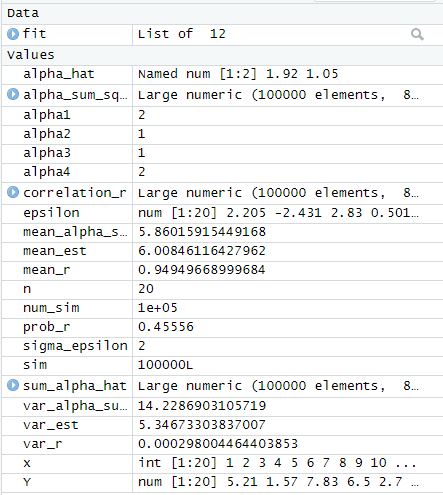 Data
fit List of 12
Values
alpha_hat Named num [1:2] 1.92 1.05
alpha_sum_sq… Large numeric (100000 elements, 8…
alpha1 2
alpha2 1
alpha3 1
alpha4 2
correlation_r Large numeric (100000 elements, 8…
epsilon num [1:20] 2.205 -2.431 2.83 0.501…
mean_alpha_s… 5.86015915449168
mean_est 6.00846116427962
mean_r 0.94949668999684
n 20
num_sim 1e+05
prob_r 0.45556
sigma_epsilon 2
sim 100000L
sum_alpha_hat Large numeric (100000 elements, 8…
var_alpha_su… 14.2286903105719
var_est 5.34673303837007
var_r 0.000298004464403853
x int [1:20] 1 2 3 4 5 6 7 8 9 10 ...
Y num [1:20] 5.21 1.57 7.83 6.5 2.7 ...